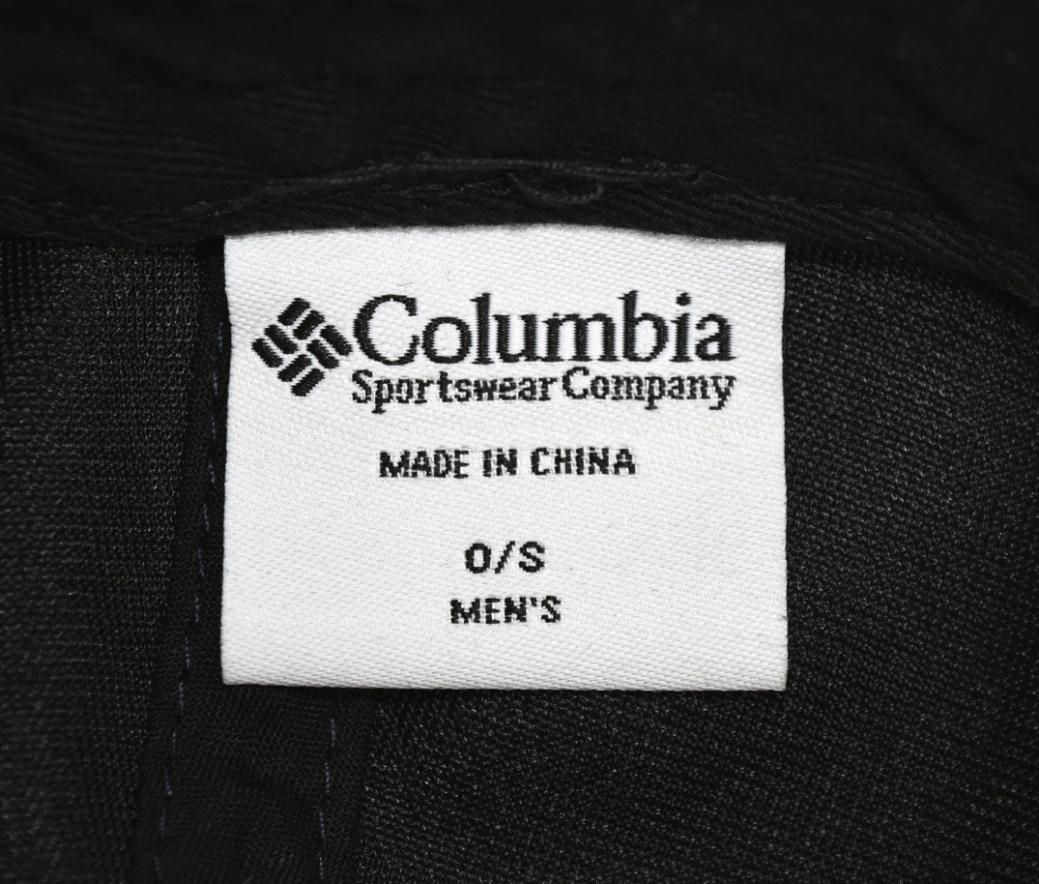 Columbia
Sportswear Company
MADE IN CHINA
O/S
MEN'S